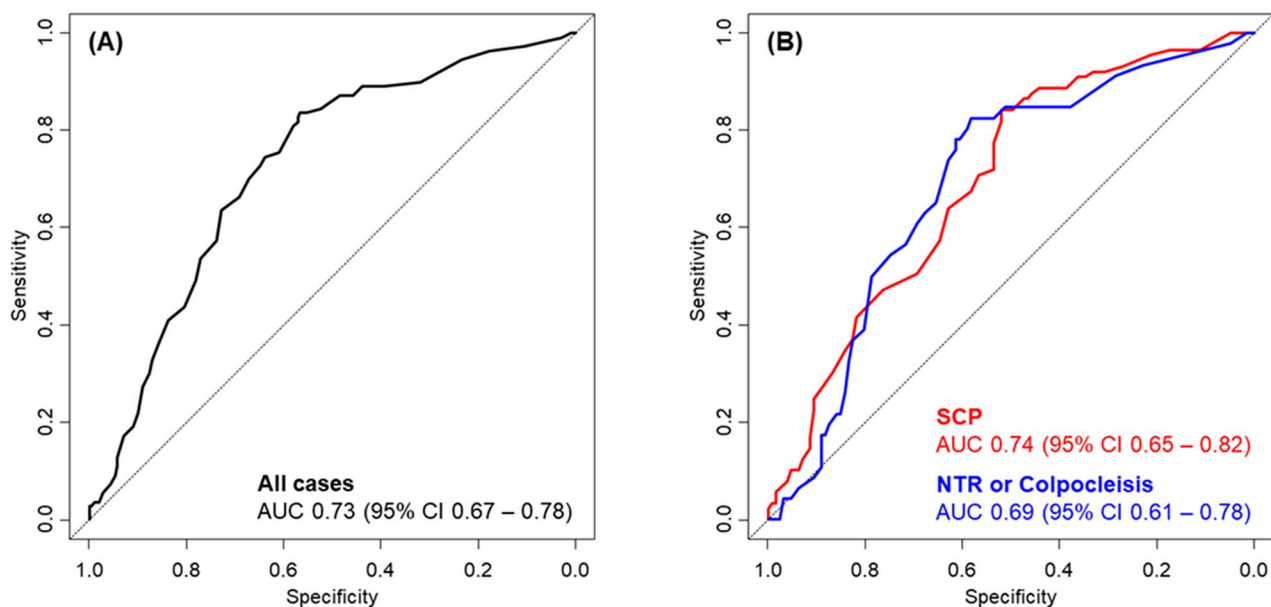 (A)
Sensitivity
1.0
0.8
0.6
0.4
0.2
0.0
All cases
AUC 0.73 (95% CI 0.67 – 0.78)
1.0 0.8 0.6 0.4 0.2 0.0
Specificity
(B)
Sensitivity
1.0
0.8
0.6
0.4
0.2
0.0
SCP
AUC 0.74 (95% CI 0.65 – 0.82)
NTR or Colpocleisis
AUC 0.69 (95% CI 0.61 – 0.78)
1.0 0.8 0.6 0.4 0.2 0.0
Specificity